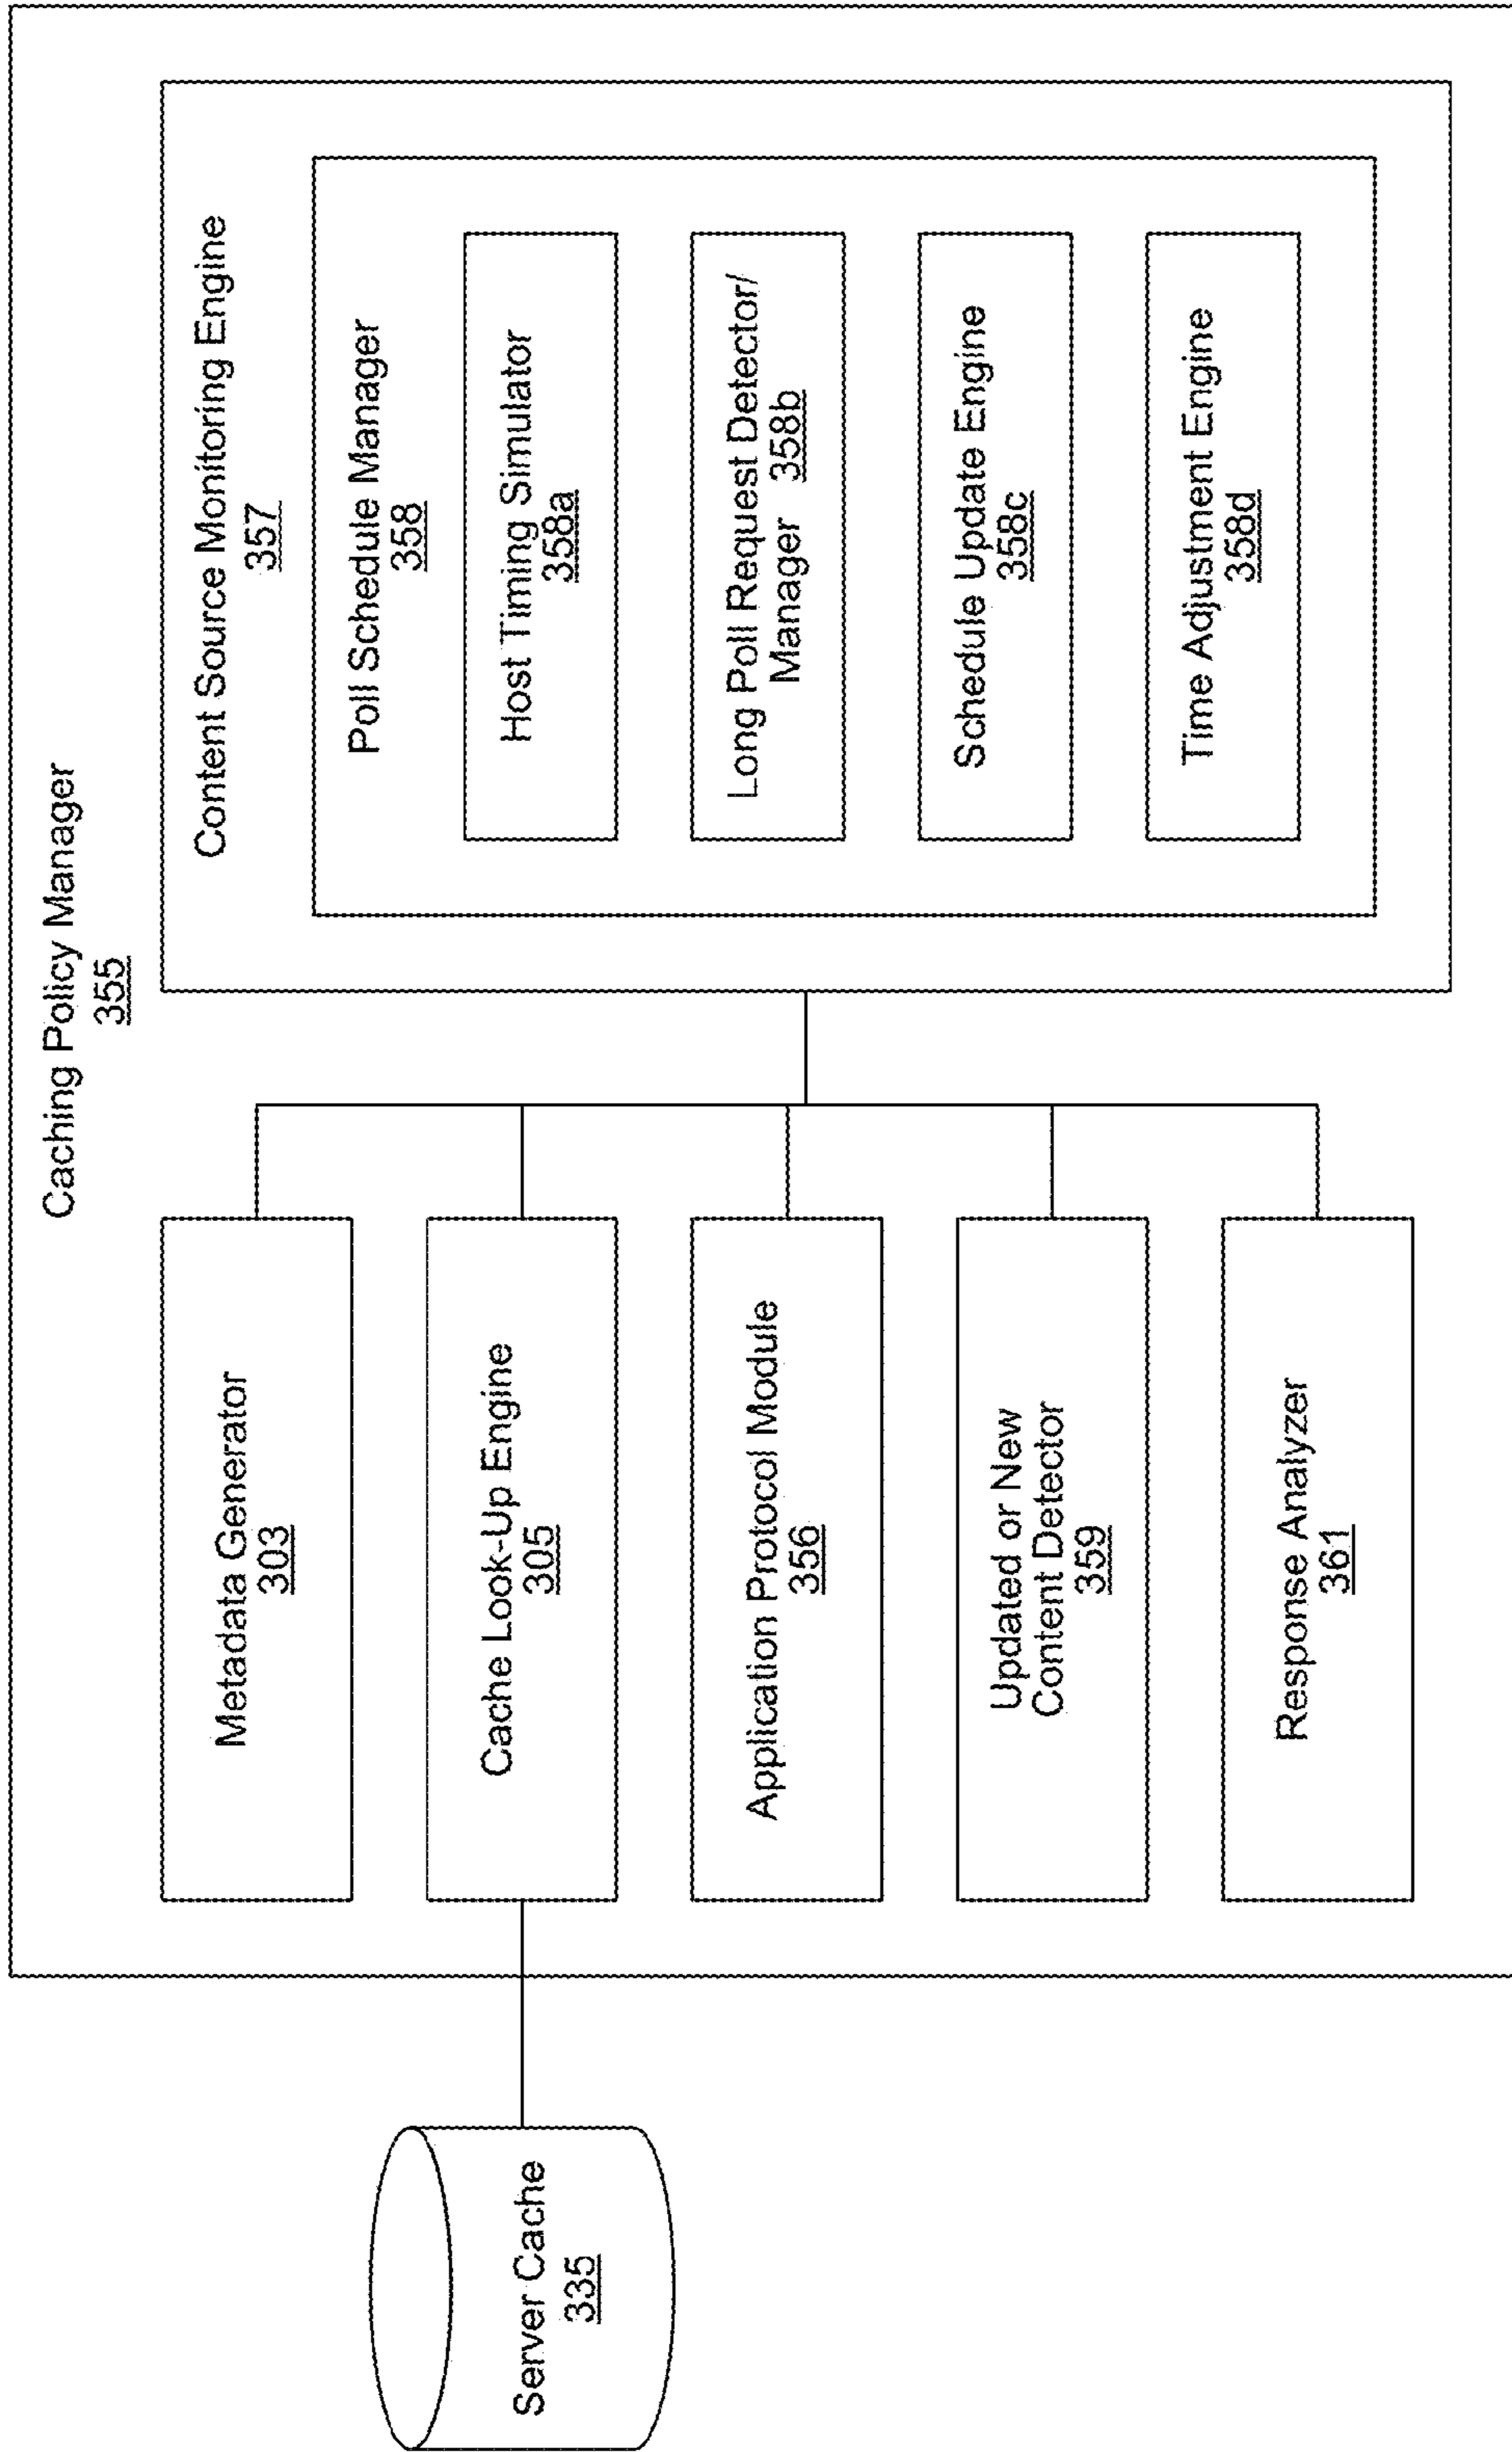 Caching Policy Manager
355
Server Cache
335
Metadata Generator
303
Cache Look-Up Engine
305
Application Protocol Module
356
Updated or New
Content Detector
359
Response Analyzer
361
Content Source Monitoring Engine
357
Poll Schedule Manager
358
Host Timing Simulator
358a
Long Poll Request Detector/
Manager 358b
Schedule Update Engine
358c
Time Adjustment Engine
358d